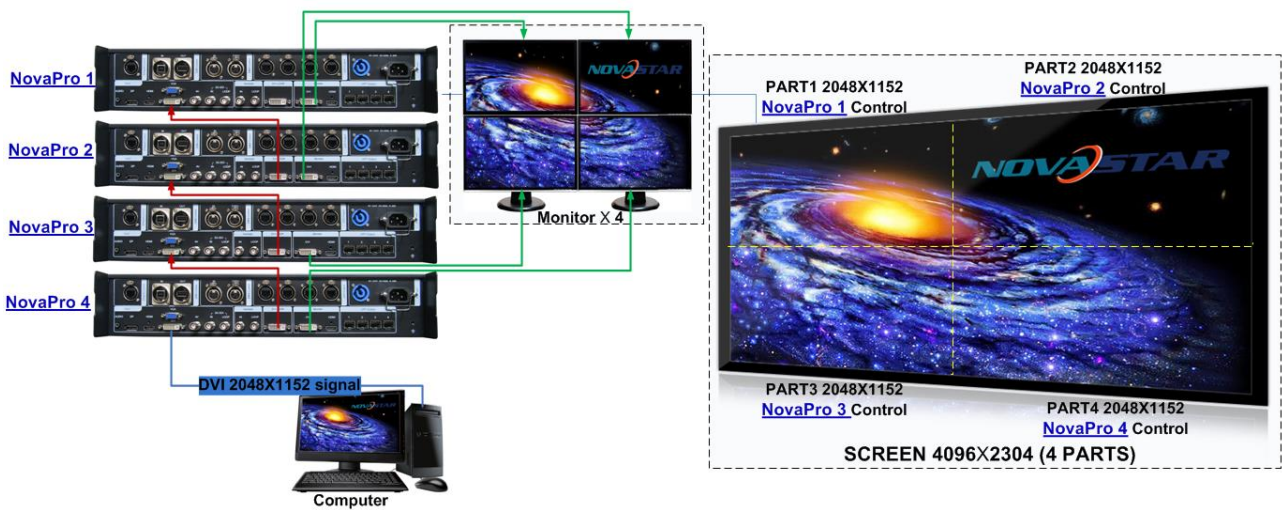 NovaPro 1
NovaPro 2
NovaPro 3
NovaPro 4
DVI 2048X1152 signal
Computer
NOVASTAR
Monitor X 4
PART1 2048X1152
NovaPro 1 Control
PART2 2048X1152
NovaPro 2 Control
NOVASTAR
PART3 2048X1152
NovaPro 3 Control
PART4 2048X1152
NovaPro 4 Control
SCREEN 4096X2304 (4 PARTS)